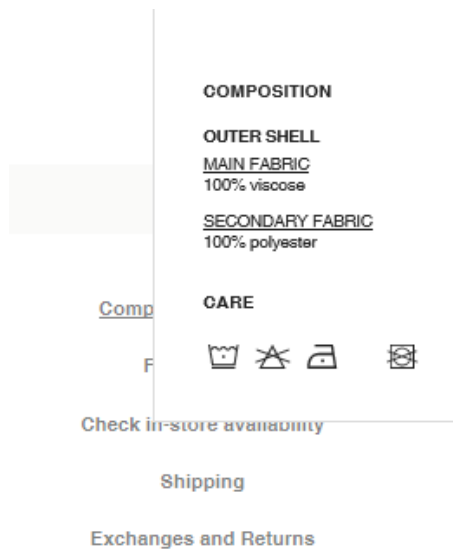 COMPOSITION
OUTER SHELL
MAIN FABRIC
100% viscose
SECONDARY FABRIC
100% polyester
CARE
Comp
F
Check in-store availability
Shipping
Exchanges and Returns